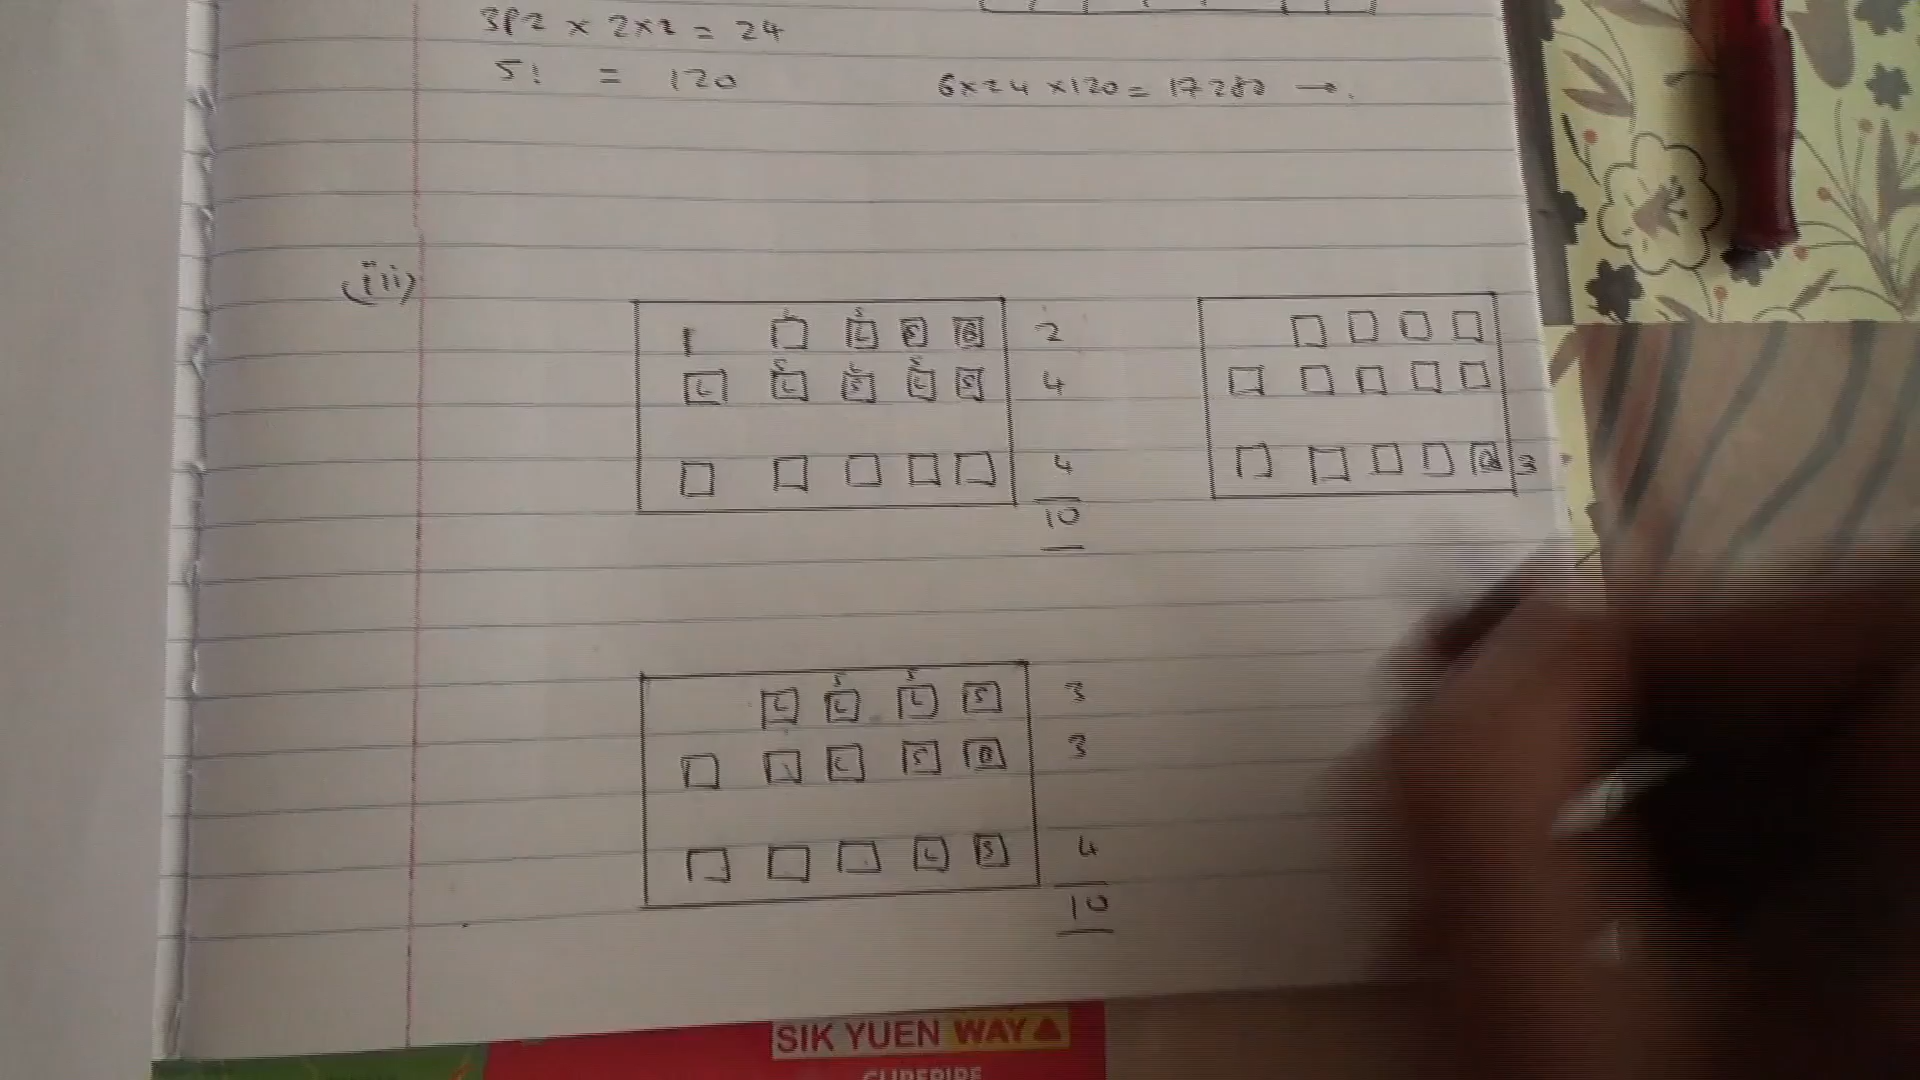 3P2 × 2×2 = 24
5! = 120
6×24×120 = 17280 →.
(iii)
L S
1 L S B 2
S L S
L L S L S 4
4
10
B 3
S S
L L L S 3
L S B 3
L S 4
10
SIK YUEN WAY
CUREPIPE